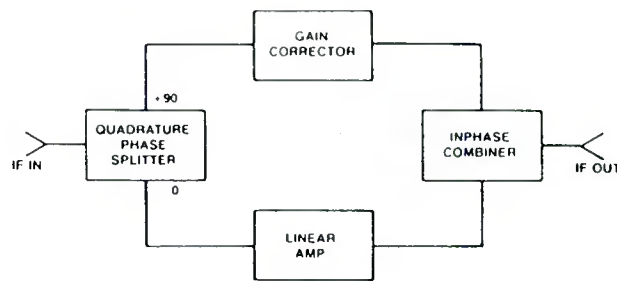 GAIN
CORRECTOR
+90
QUADRATURE
PHASE
SPLITTER
INPHASE
COMBINER
IF IN
IF OUT
0
LINEAR
AMP